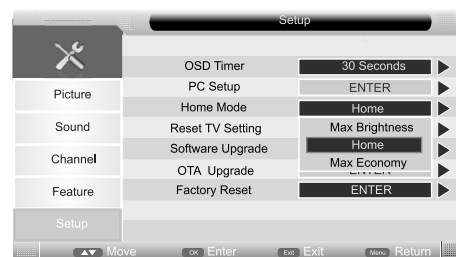 Setup
OSD Timer 30 Seconds
PC Setup ENTER
Home Mode Home
Reset TV Setting Max Brightness
Software Upgrade Home
OTA Upgrade Max Economy
ENTER
Factory Reset ENTER
Picture
Sound
Channel
Feature
Setup
Move OK Enter Exit Exit Menu Return